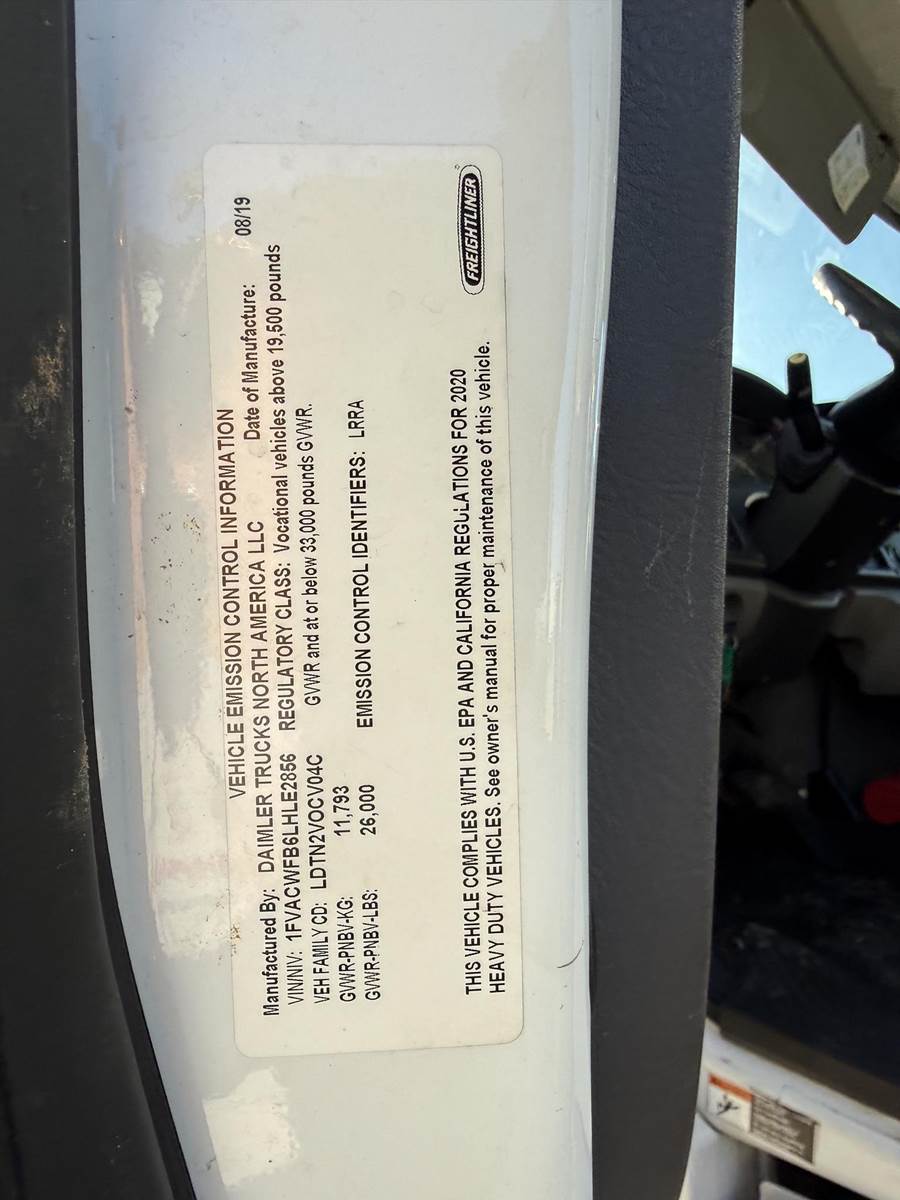 VEHICLE EMISSION CONTROL INFORMATION
Manufactured By: DAIMLER TRUCKS NORTH AMERICA LLC Date of Manufacture: 08/19
VIN/NIV: 1FVACWFB6LHLE2856 REGULATORY CLASS: Vocational vehicles above 19,500 pounds
VEH FAMILY CD: LDTN2VOCV04C GVWR and at or below 33,000 pounds GVWR.
GVWR-PNBV-KG: 11,793
GVWR-PNBV-LBS: 26,000 EMISSION CONTROL IDENTIFIERS: LRRA
THIS VEHICLE COMPLIES WITH U.S. EPA AND CALIFORNIA REGULATIONS FOR 2020
HEAVY DUTY VEHICLES. See owner's manual for proper maintenance of this vehicle.
FREIGHTLINER